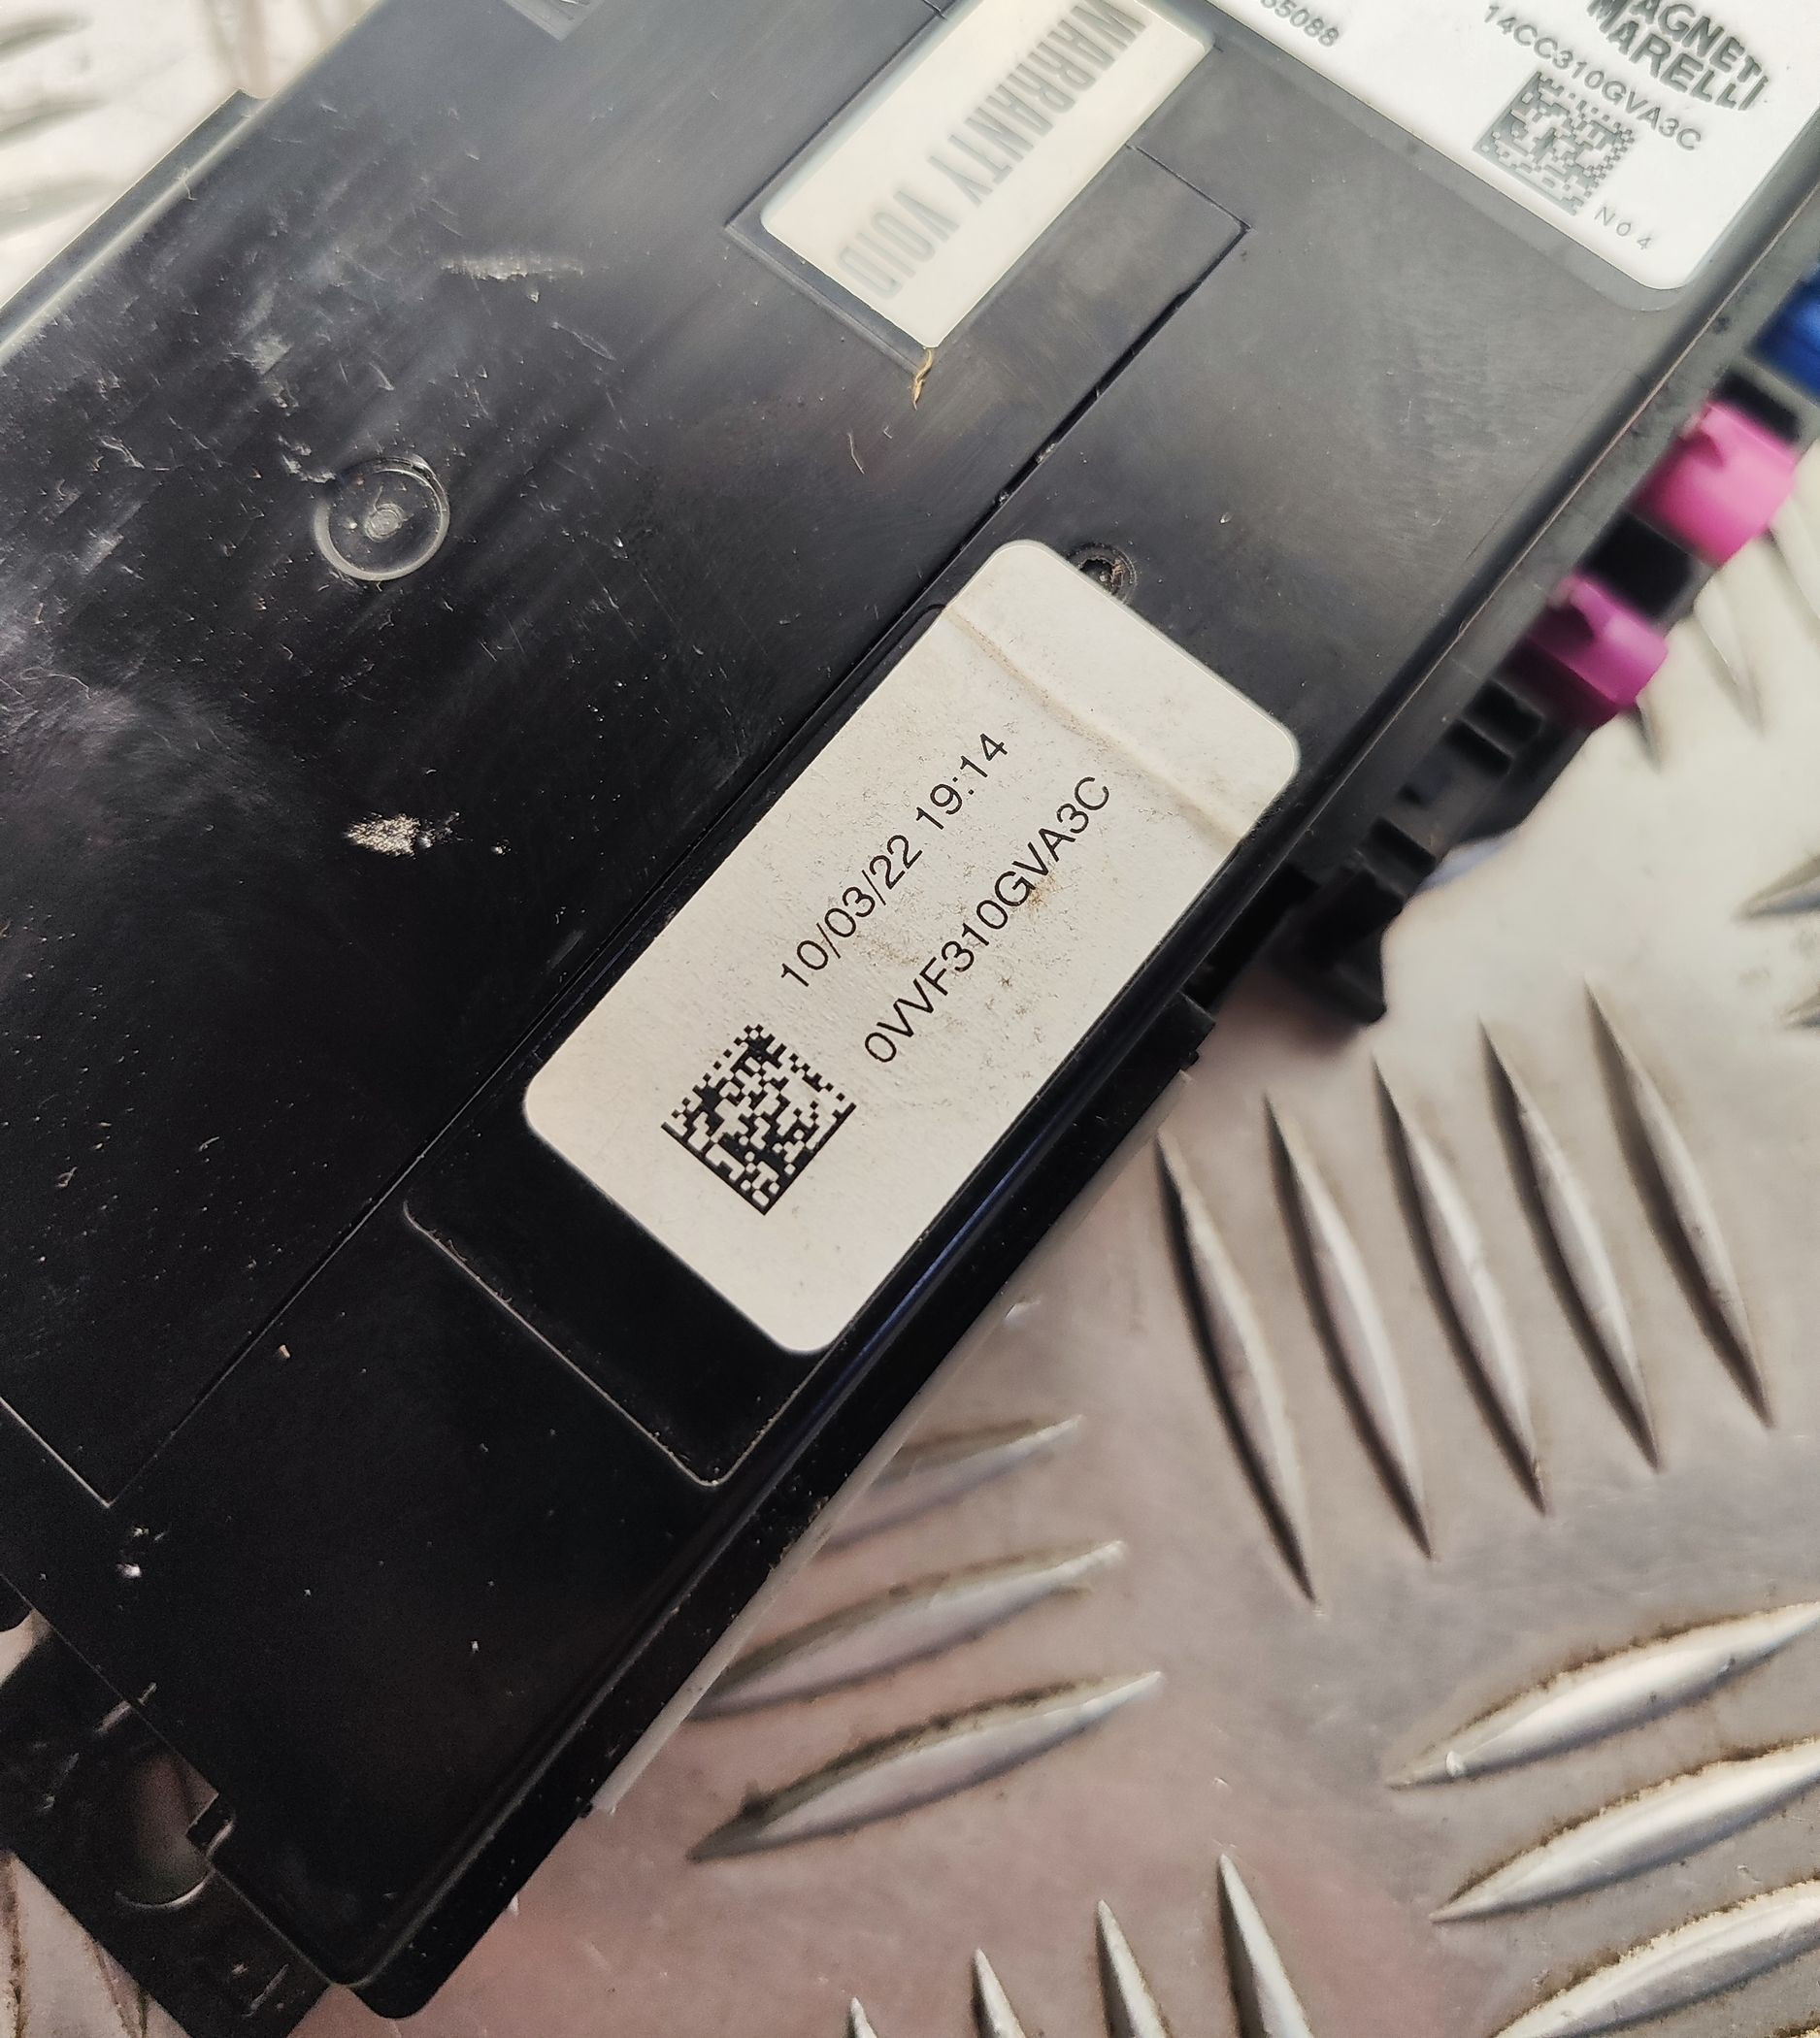 MAGNETI
MARELLI
14CC310GVA3C
N04
WARRANTY VOID
10/03/22 19:14
0VVF310GVA3C